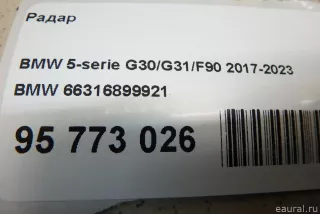 Радар
BMW 5-serie G30/G31/F90 2017-2023
BMW 66316899921
95 773 026
eaural.ru